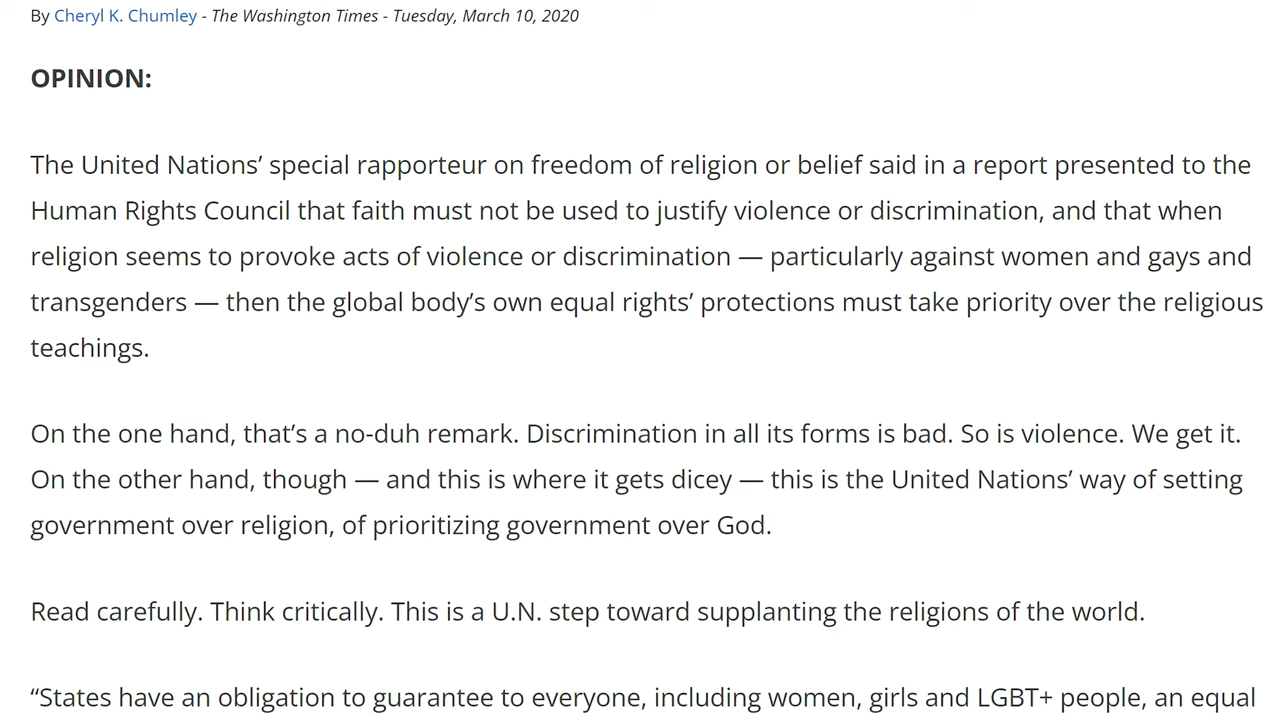 By Cheryl K. Chumley - The Washington Times - Tuesday, March 10, 2020
OPINION:
The United Nations’ special rapporteur on freedom of religion or belief said in a report presented to the
Human Rights Council that faith must not be used to justify violence or discrimination, and that when
religion seems to provoke acts of violence or discrimination — particularly against women and gays and
transgenders — then the global body’s own equal rights’ protections must take priority over the religious
teachings.
On the one hand, that’s a no-duh remark. Discrimination in all its forms is bad. So is violence. We get it.
On the other hand, though — and this is where it gets dicey — this is the United Nations’ way of setting
government over religion, of prioritizing government over God.
Read carefully. Think critically. This is a U.N. step toward supplanting the religions of the world.
“States have an obligation to guarantee to everyone, including women, girls and LGBT+ people, an equal